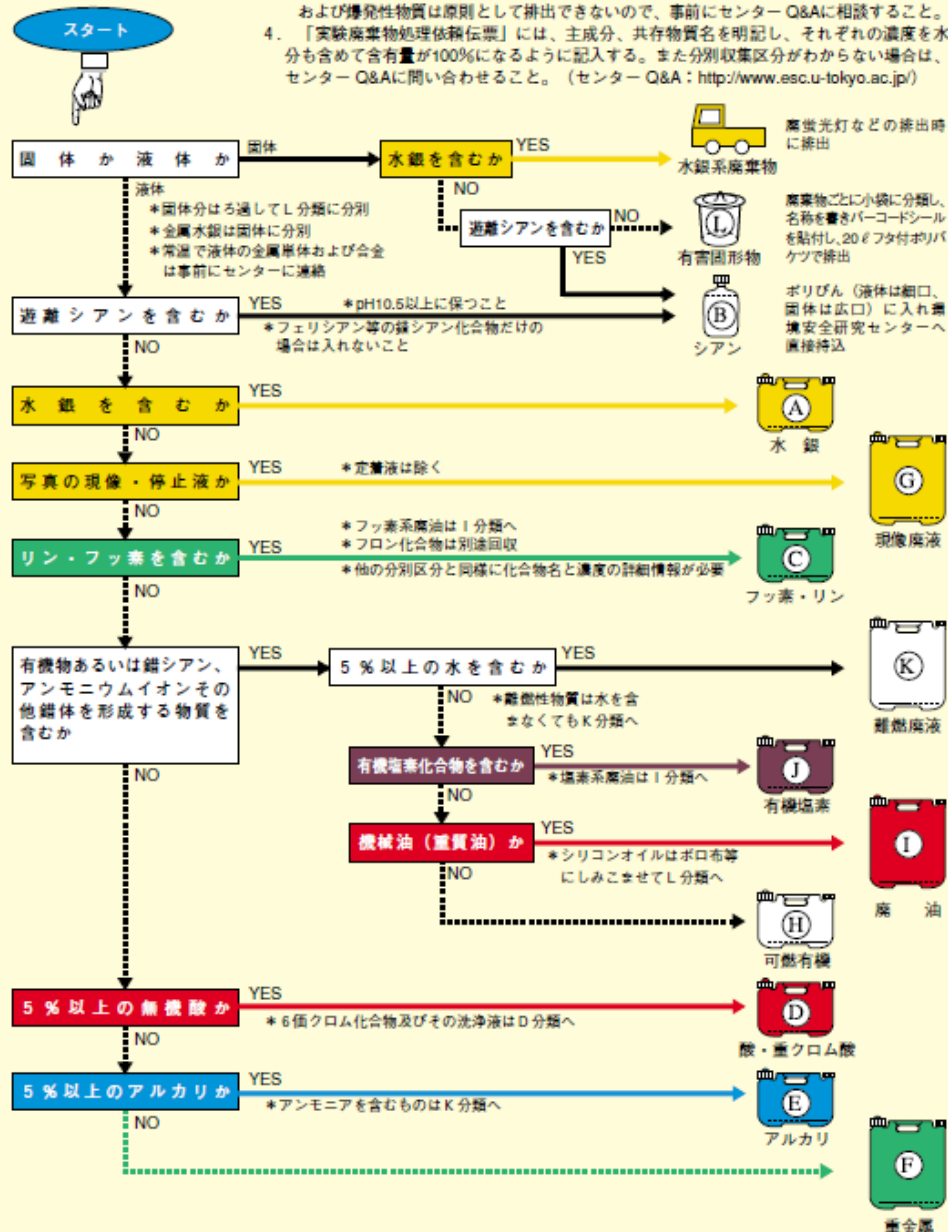 スタート
および爆発性物質は原則として排出できないので、事前にセンター Q&Aに相談すること。
4. 「実験廃棄物処理依頼伝票」には、主成分、共存物質名を明記し、それぞれの濃度を水
分も含めて含有量が100%になるように記入する。また分別収集区分がわからない場合は、
センター Q&Aに問い合わせること。（センター Q&A：http://www.esc.u-tokyo.ac.jp/）
固体か液体か
固体
水銀を含むか
YES
水銀系廃棄物
廃蛍光灯などの排出時
に排出
液体
＊固体分はろ過してL分類に分別
＊金属水銀は固体に分別
＊常温で液体の金属単体および合金
は事前にセンターに連絡
NO
遊離シアンを含むか
NO
L
有害固形物
廃棄物ごとに小袋に分類し、
名称を書きバーコードシール
を貼付し、20ℓフタ付ポリバ
ケツで排出
YES
遊離シアンを含むか
YES
＊pH10.5以上に保つこと
＊フェリシアン等の錯シアン化合物だけの
場合は入れないこと
B
シアン
ポリびん（液体は細口、
固体は広口）に入れ環
境安全研究センターへ
直接持込
NO
水銀を含むか
YES
A
水銀
NO
写真の現像・停止液か
YES
＊定着液は除く
G
現像廃液
NO
リン・フッ素を含むか
YES
＊フッ素系廃油はI分類へ
＊フロン化合物は別途回収
＊他の分別区分と同様に化合物名と濃度の詳細情報が必要
C
フッ素・リン
NO
有機物あるいは錯シアン、
アンモニウムイオンその
他錯体を形成する物質を
含むか
YES
5％以上の水を含むか
YES
K
難燃廃液
NO
＊難燃性物質は水を含
まなくてもK分類へ
有機塩素化合物を含むか
YES
＊塩素系廃油はI分類へ
J
有機塩素
NO
機械油（重質油）か
YES
＊シリコンオイルはボロ布等
にしみこませてL分類へ
I
廃油
NO
H
可燃有機
NO
5％以上の無機酸か
YES
＊6価クロム化合物及びその洗浄液はD分類へ
D
酸・重クロム酸
NO
5％以上のアルカリか
YES
＊アンモニアを含むものはK分類へ
E
アルカリ
NO
F
重金属